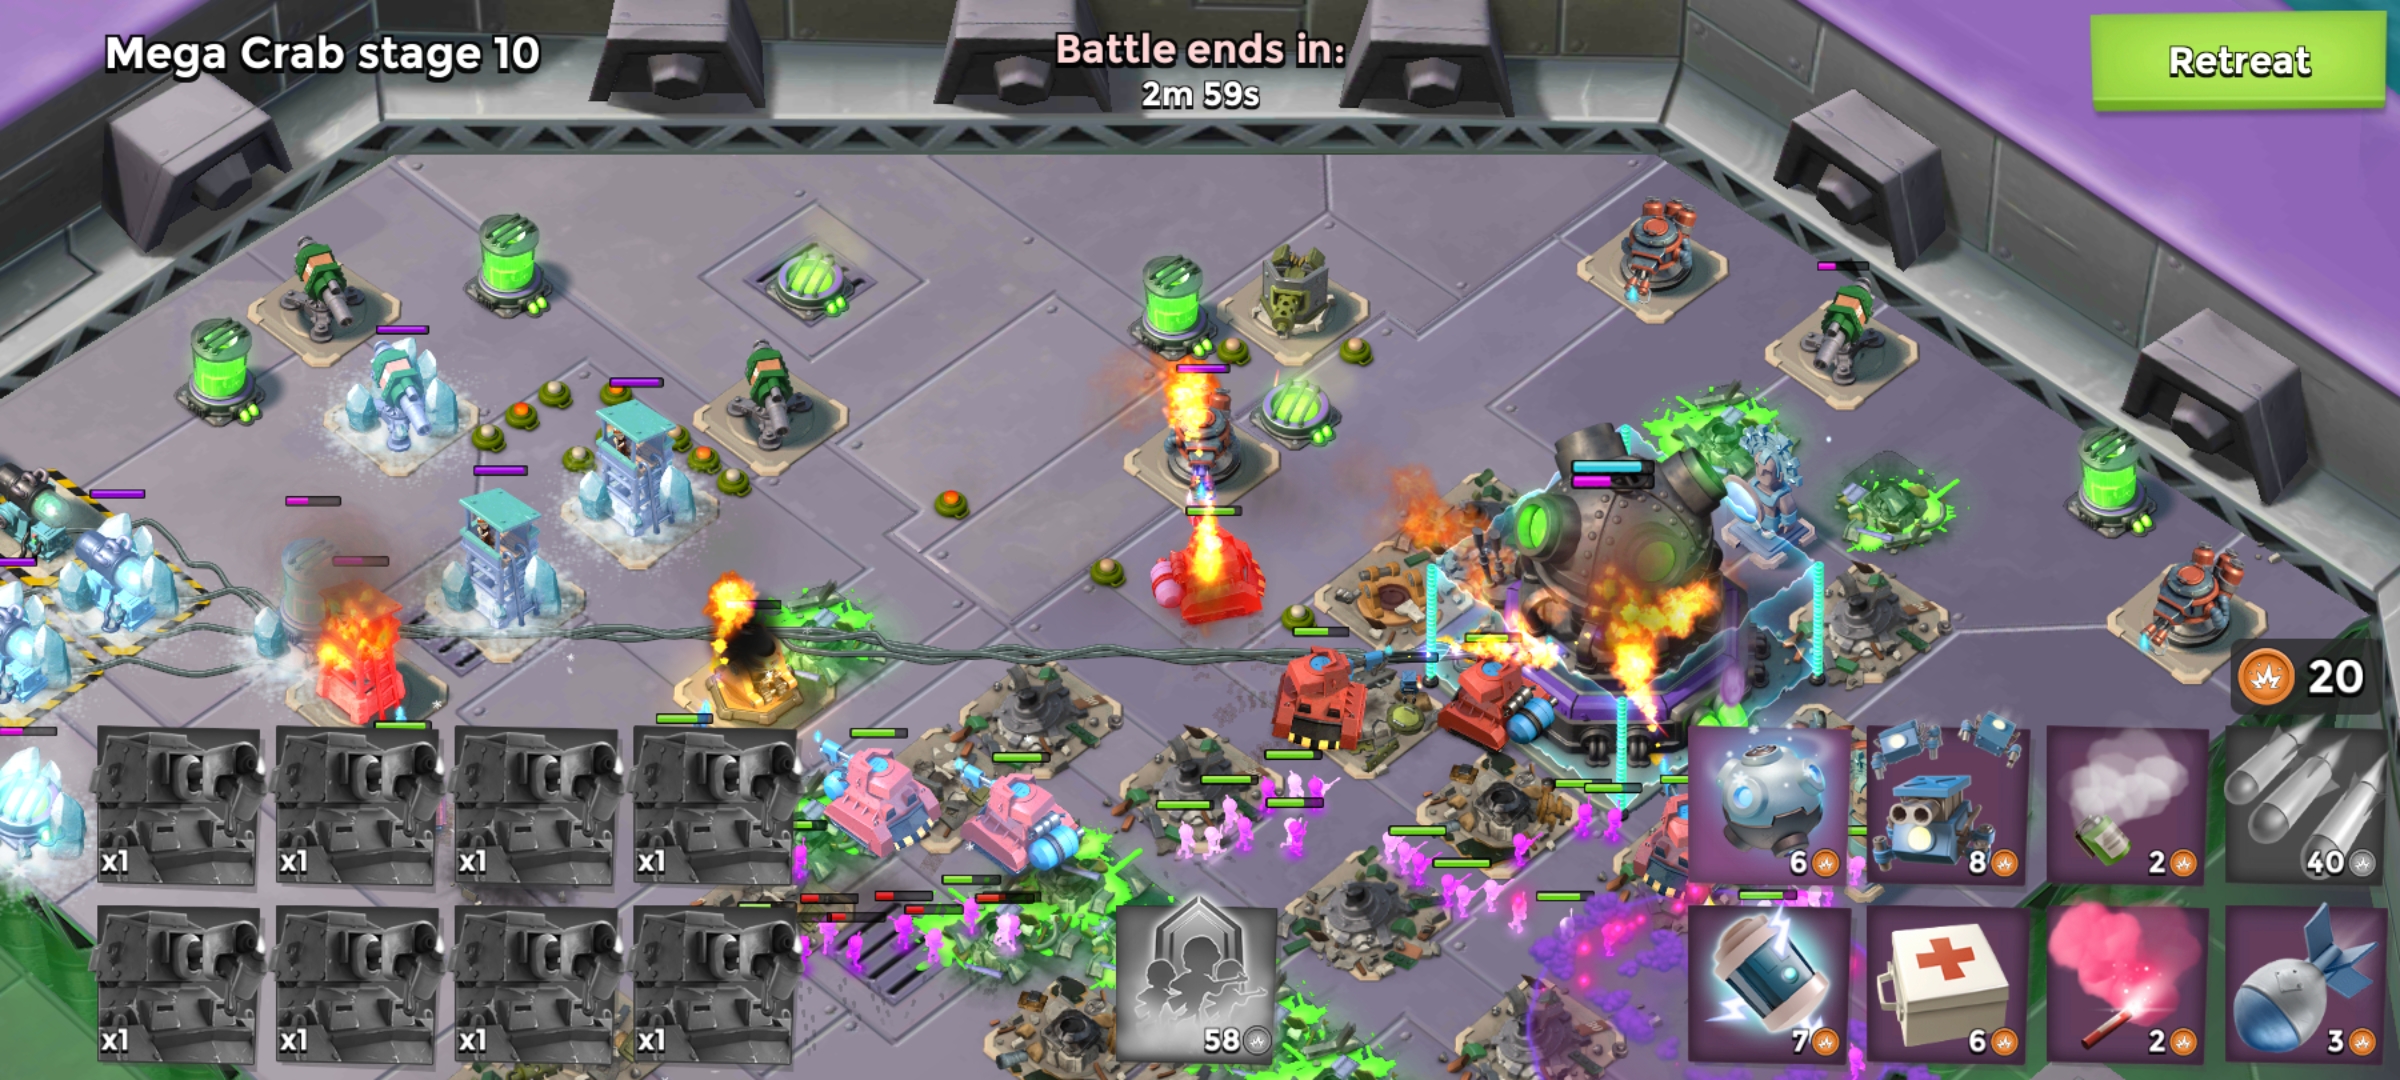 Mega Crab stage 10
Battle ends in:
2m 59s
Retreat
20
x1
x1
x1
x1
6
8
2
40
x1
x1
x1
x1
58
7
6
2
3